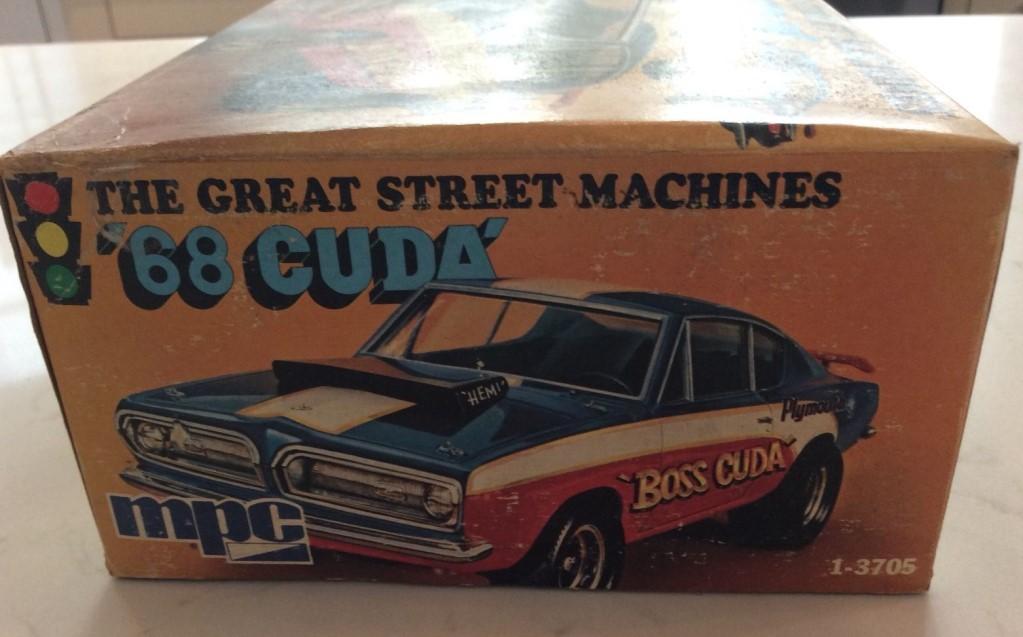 THE GREAT STREET MACHINES
'68 CUDA'
HEMI
Plymouth
"BOSS CUDA"
mpc
1-3705